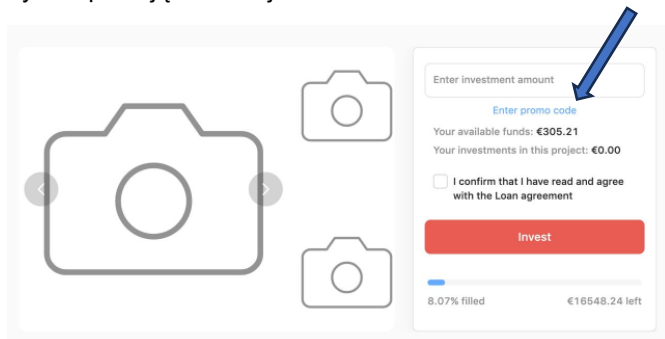 Enter investment amount
Enter promo code
Your available funds: €305.21
Your investments in this project: €0.00
I confirm that I have read and agree
with the Loan agreement
Invest
8.07% filled
€16548.24 left